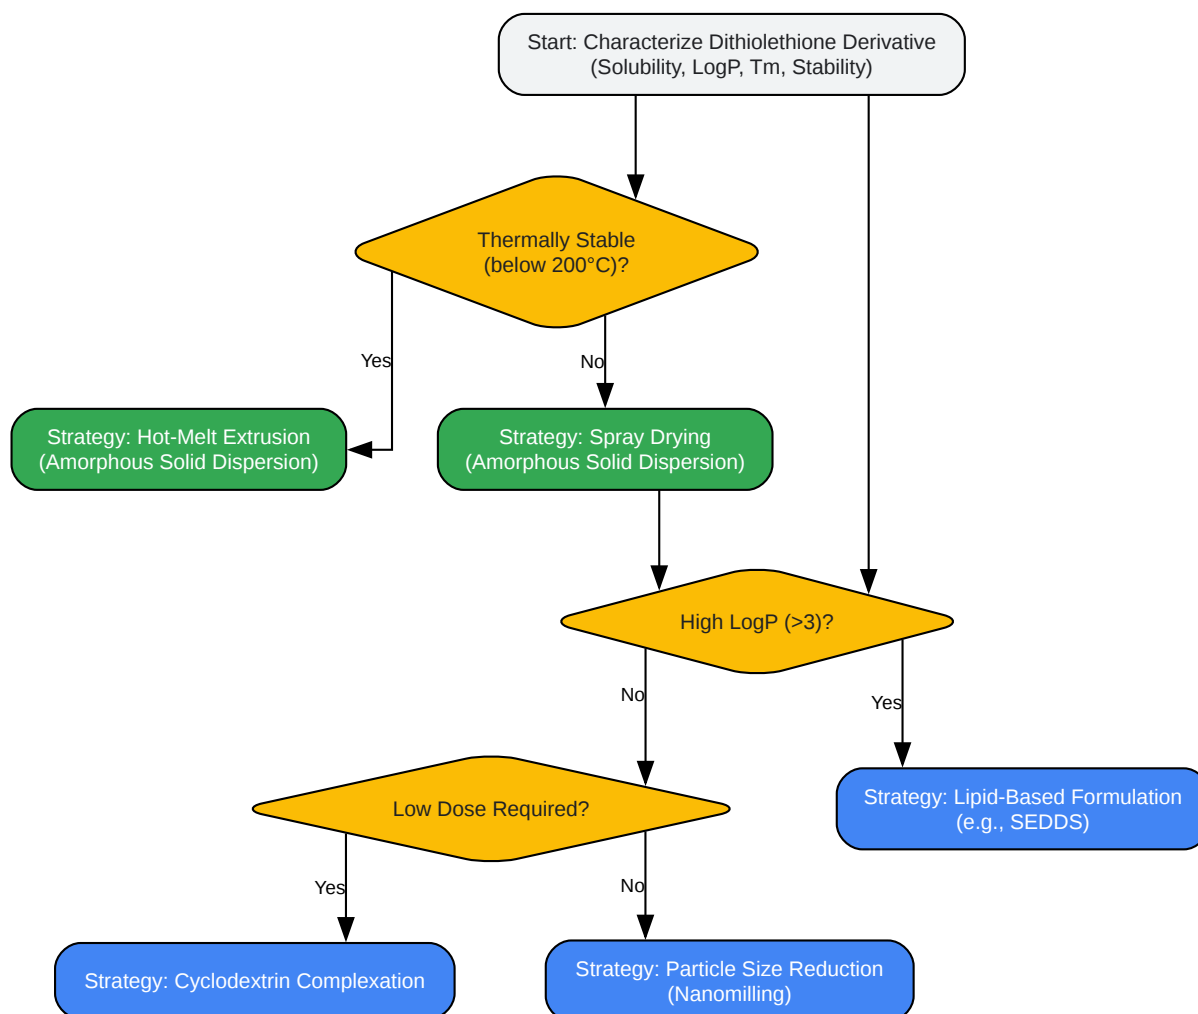 Start: Characterize Dithiolethione Derivative
(Solubility, LogP, Tm, Stability)
Thermally Stable
(below 200°C)?
Yes
No
Strategy: Hot-Melt Extrusion
(Amorphous Solid Dispersion)
Strategy: Spray Drying
(Amorphous Solid Dispersion)
High LogP (>3)?
No
Yes
Low Dose Required?
Strategy: Lipid-Based Formulation
(e.g., SEDDS)
Yes
No
Strategy: Cyclodextrin Complexation
Strategy: Particle Size Reduction
(Nanomilling)